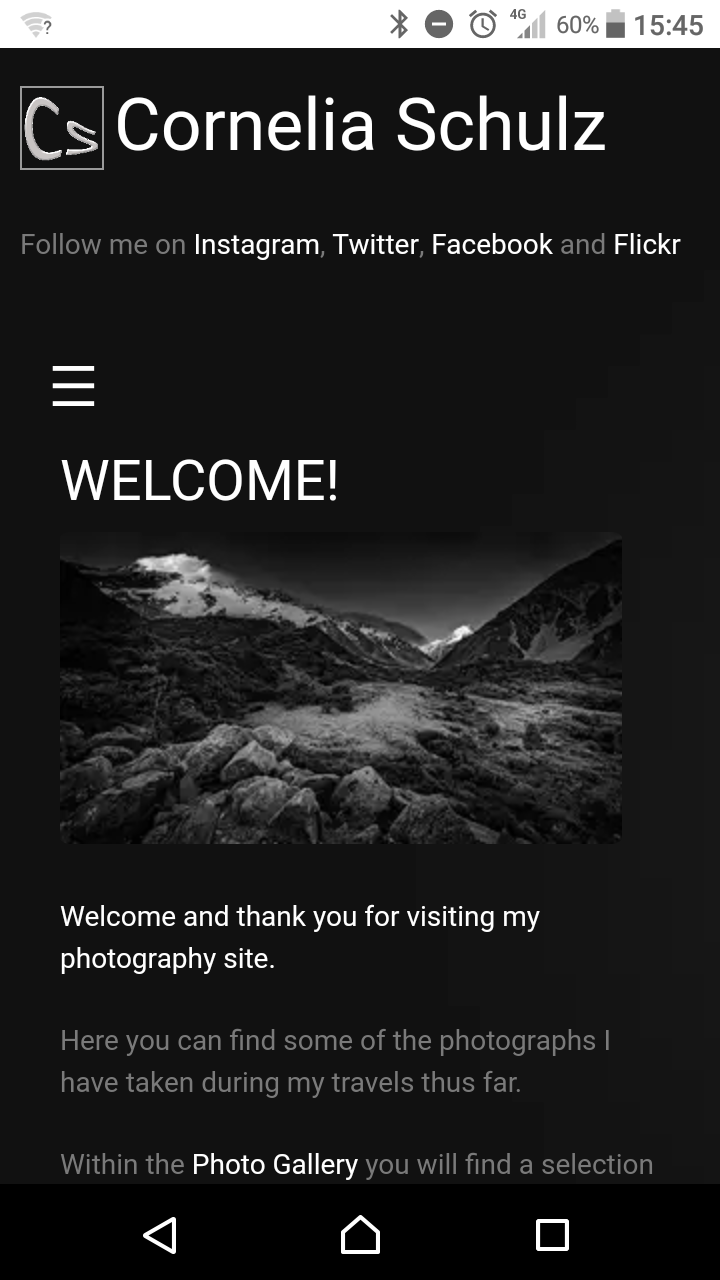 4G 60% 15:45
Cs Cornelia Schulz
Follow me on Instagram, Twitter, Facebook and Flickr
WELCOME!
Welcome and thank you for visiting my
photography site.
Here you can find some of the photographs I
have taken during my travels thus far.
Within the Photo Gallery you will find a selection